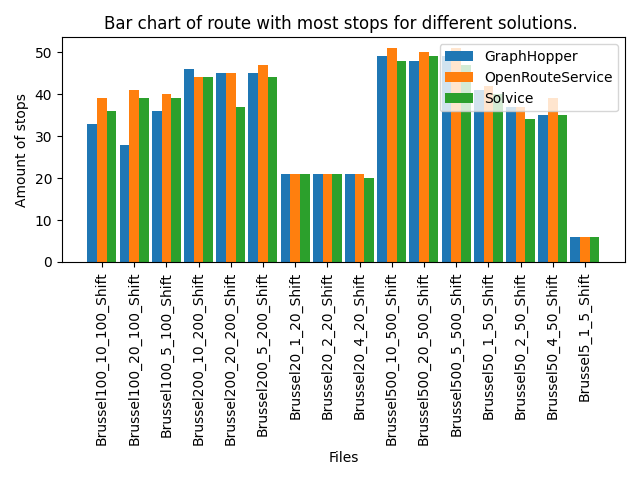 Bar chart of route with most stops for different solutions.
GraphHopper
OpenRouteService
Solvice
Amount of stops
50
40
30
20
10
0
Brussel100_10_100_Shift
Brussel100_20_100_Shift
Brussel100_5_100_Shift
Brussel200_10_200_Shift
Brussel200_20_200_Shift
Brussel200_5_200_Shift
Brussel20_1_20_Shift
Brussel20_2_20_Shift
Brussel20_4_20_Shift
Brussel500_10_500_Shift
Brussel500_20_500_Shift
Brussel500_5_500_Shift
Brussel50_1_50_Shift
Brussel50_2_50_Shift
Brussel50_4_50_Shift
Brussel5_1_5_Shift
Files